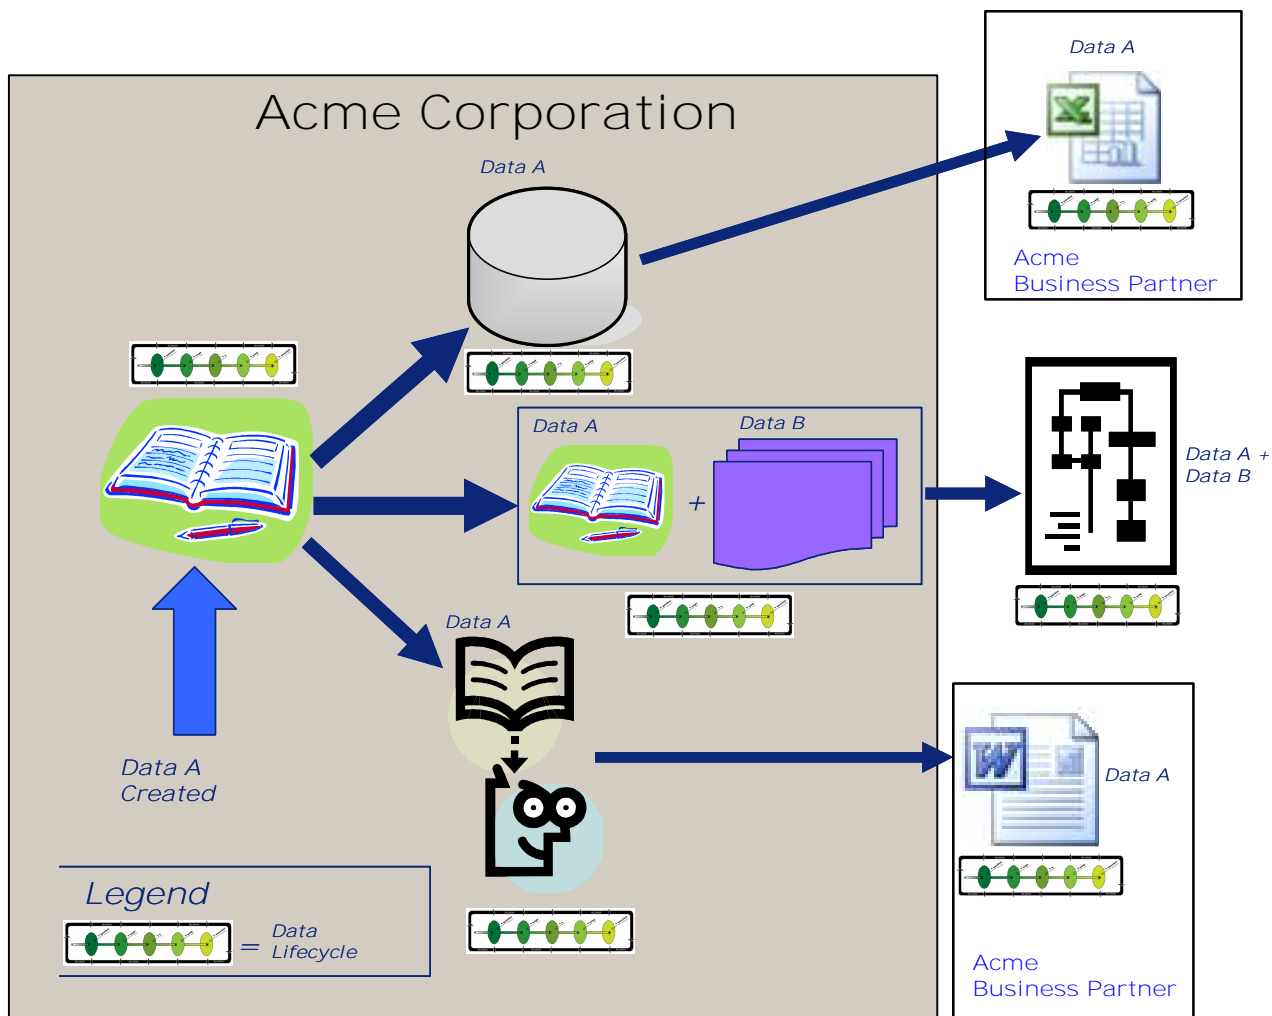 Data A
Acme Corporation
Data A
Acme
Business Partner
Data A
Data B
+
Data A +
Data B
Data A
Data A
Created
W
Data A
Legend
= Data
Lifecycle
Acme
Business Partner